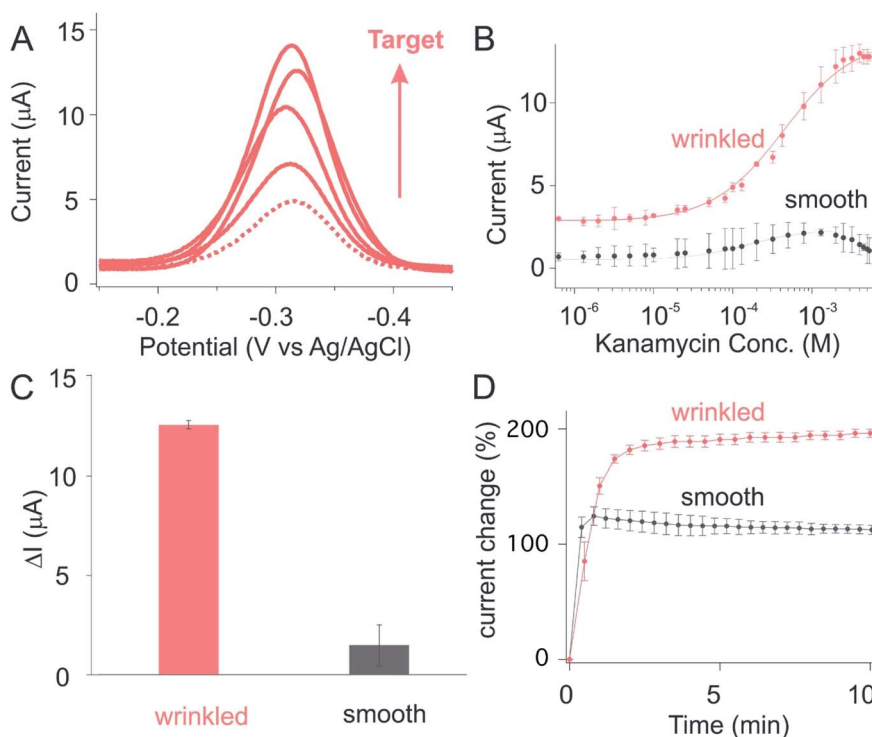 A
Target
15
10
5
0
Current (μA)
-0.2
-0.3
-0.4
Potential (V vs Ag/AgCl)
B
10
5
0
Current (μA)
wrinkled
smooth
10-6
10-5
10-4
10-3
Kanamycin Conc. (M)
C
15
10
5
0
ΔI (μA)
wrinkled
smooth
D
wrinkled
smooth
200
100
0
current change (%)
0
5
10
Time (min)